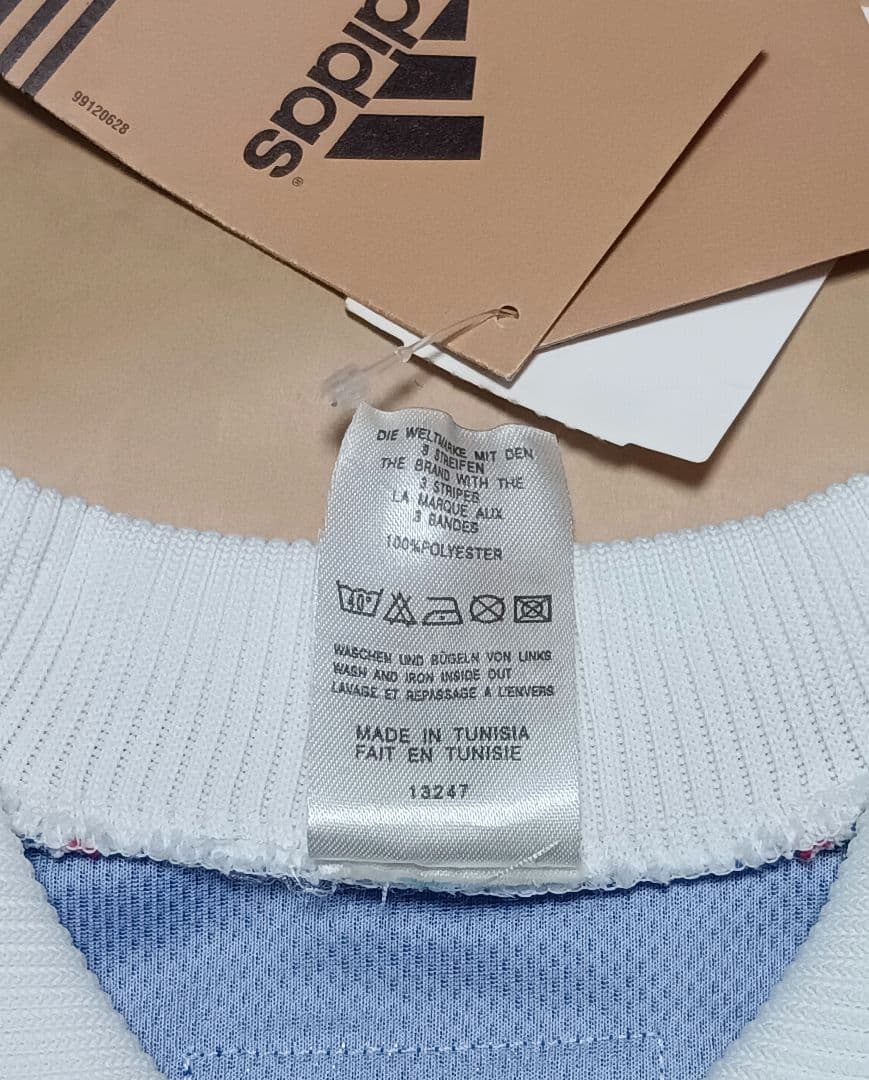 99120628
adidas
®
DIE WELTMARKE MIT DEN
3 STREIFEN
THE BRAND WITH THE
3 STRIPES
LA MARQUE AUX
3 BANDES
100%POLYESTER
40°
WASCHEN UND BÜGELN VON LINKS
WASH AND IRON INSIDE OUT
LAVAGE ET REPASSAGE A L'ENVERS
MADE IN TUNISIA
FAIT EN TUNISIE
13247